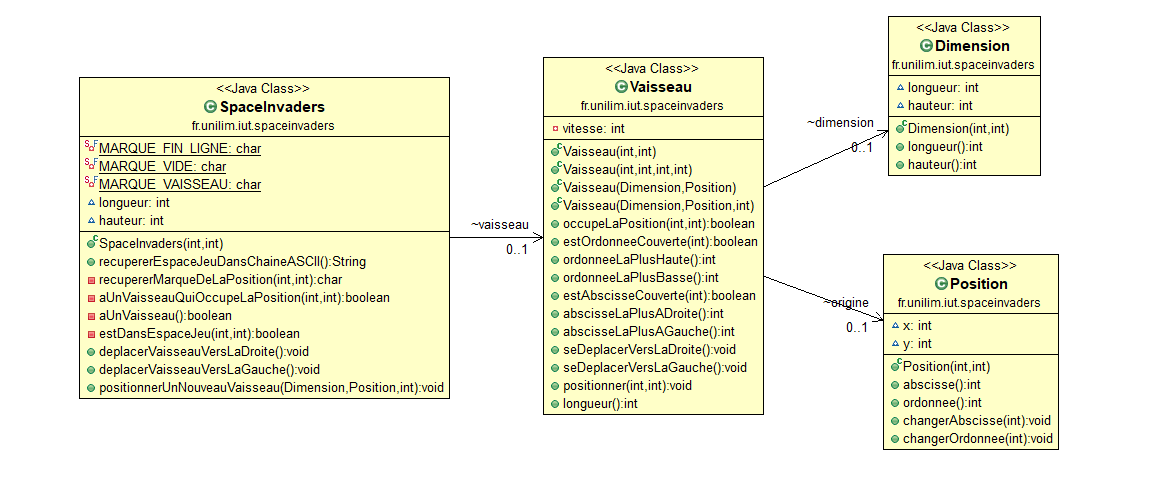 <<Java Class>>
SpaceInvaders
fr.unilim.iut.spaceinvaders
MARQUE_FIN_LIGNE: char
MARQUE_VIDE: char
MARQUE_VAISSEAU: char
longueur: int
hauteur: int
SpaceInvaders(int,int)
recupererEspaceJeuDansChaineASCII():String
recupererMarqueDeLaPosition(int,int):char
aUnVaisseauQuiOccupeLaPosition(int,int):boolean
aUnVaisseau():boolean
estDansEspaceJeu(int,int):boolean
deplacerVaisseauVersLaDroite():void
deplacerVaisseauVersLaGauche():void
positionnerUnNouveauVaisseau(Dimension,Position,int):void
~vaisseau
0..1
<<Java Class>>
Vaisseau
fr.unilim.iut.spaceinvaders
vitesse: int
Vaisseau(int,int)
Vaisseau(int,int,int,int)
Vaisseau(Dimension,Position)
Vaisseau(Dimension,Position,int)
occupeLaPosition(int,int):boolean
estOrdonneeCouverte(int):boolean
ordonneeLaPlusHaute():int
ordonneeLaPlusBasse():int
estAbscisseCouverte(int):boolean
abscisseLaPlusADroite():int
abscisseLaPlusAGauche():int
seDeplacerVersLaDroite():void
seDeplacerVersLaGauche():void
positionner(int,int):void
longueur():int
~dimension
0..1
<<Java Class>>
Dimension
fr.unilim.iut.spaceinvaders
longueur: int
hauteur: int
Dimension(int,int)
longueur():int
hauteur():int
~origine
0..1
<<Java Class>>
Position
fr.unilim.iut.spaceinvaders
x: int
y: int
Position(int,int)
abscisse():int
ordonnee():int
changerAbscisse(int):void
changerOrdonnee(int):void